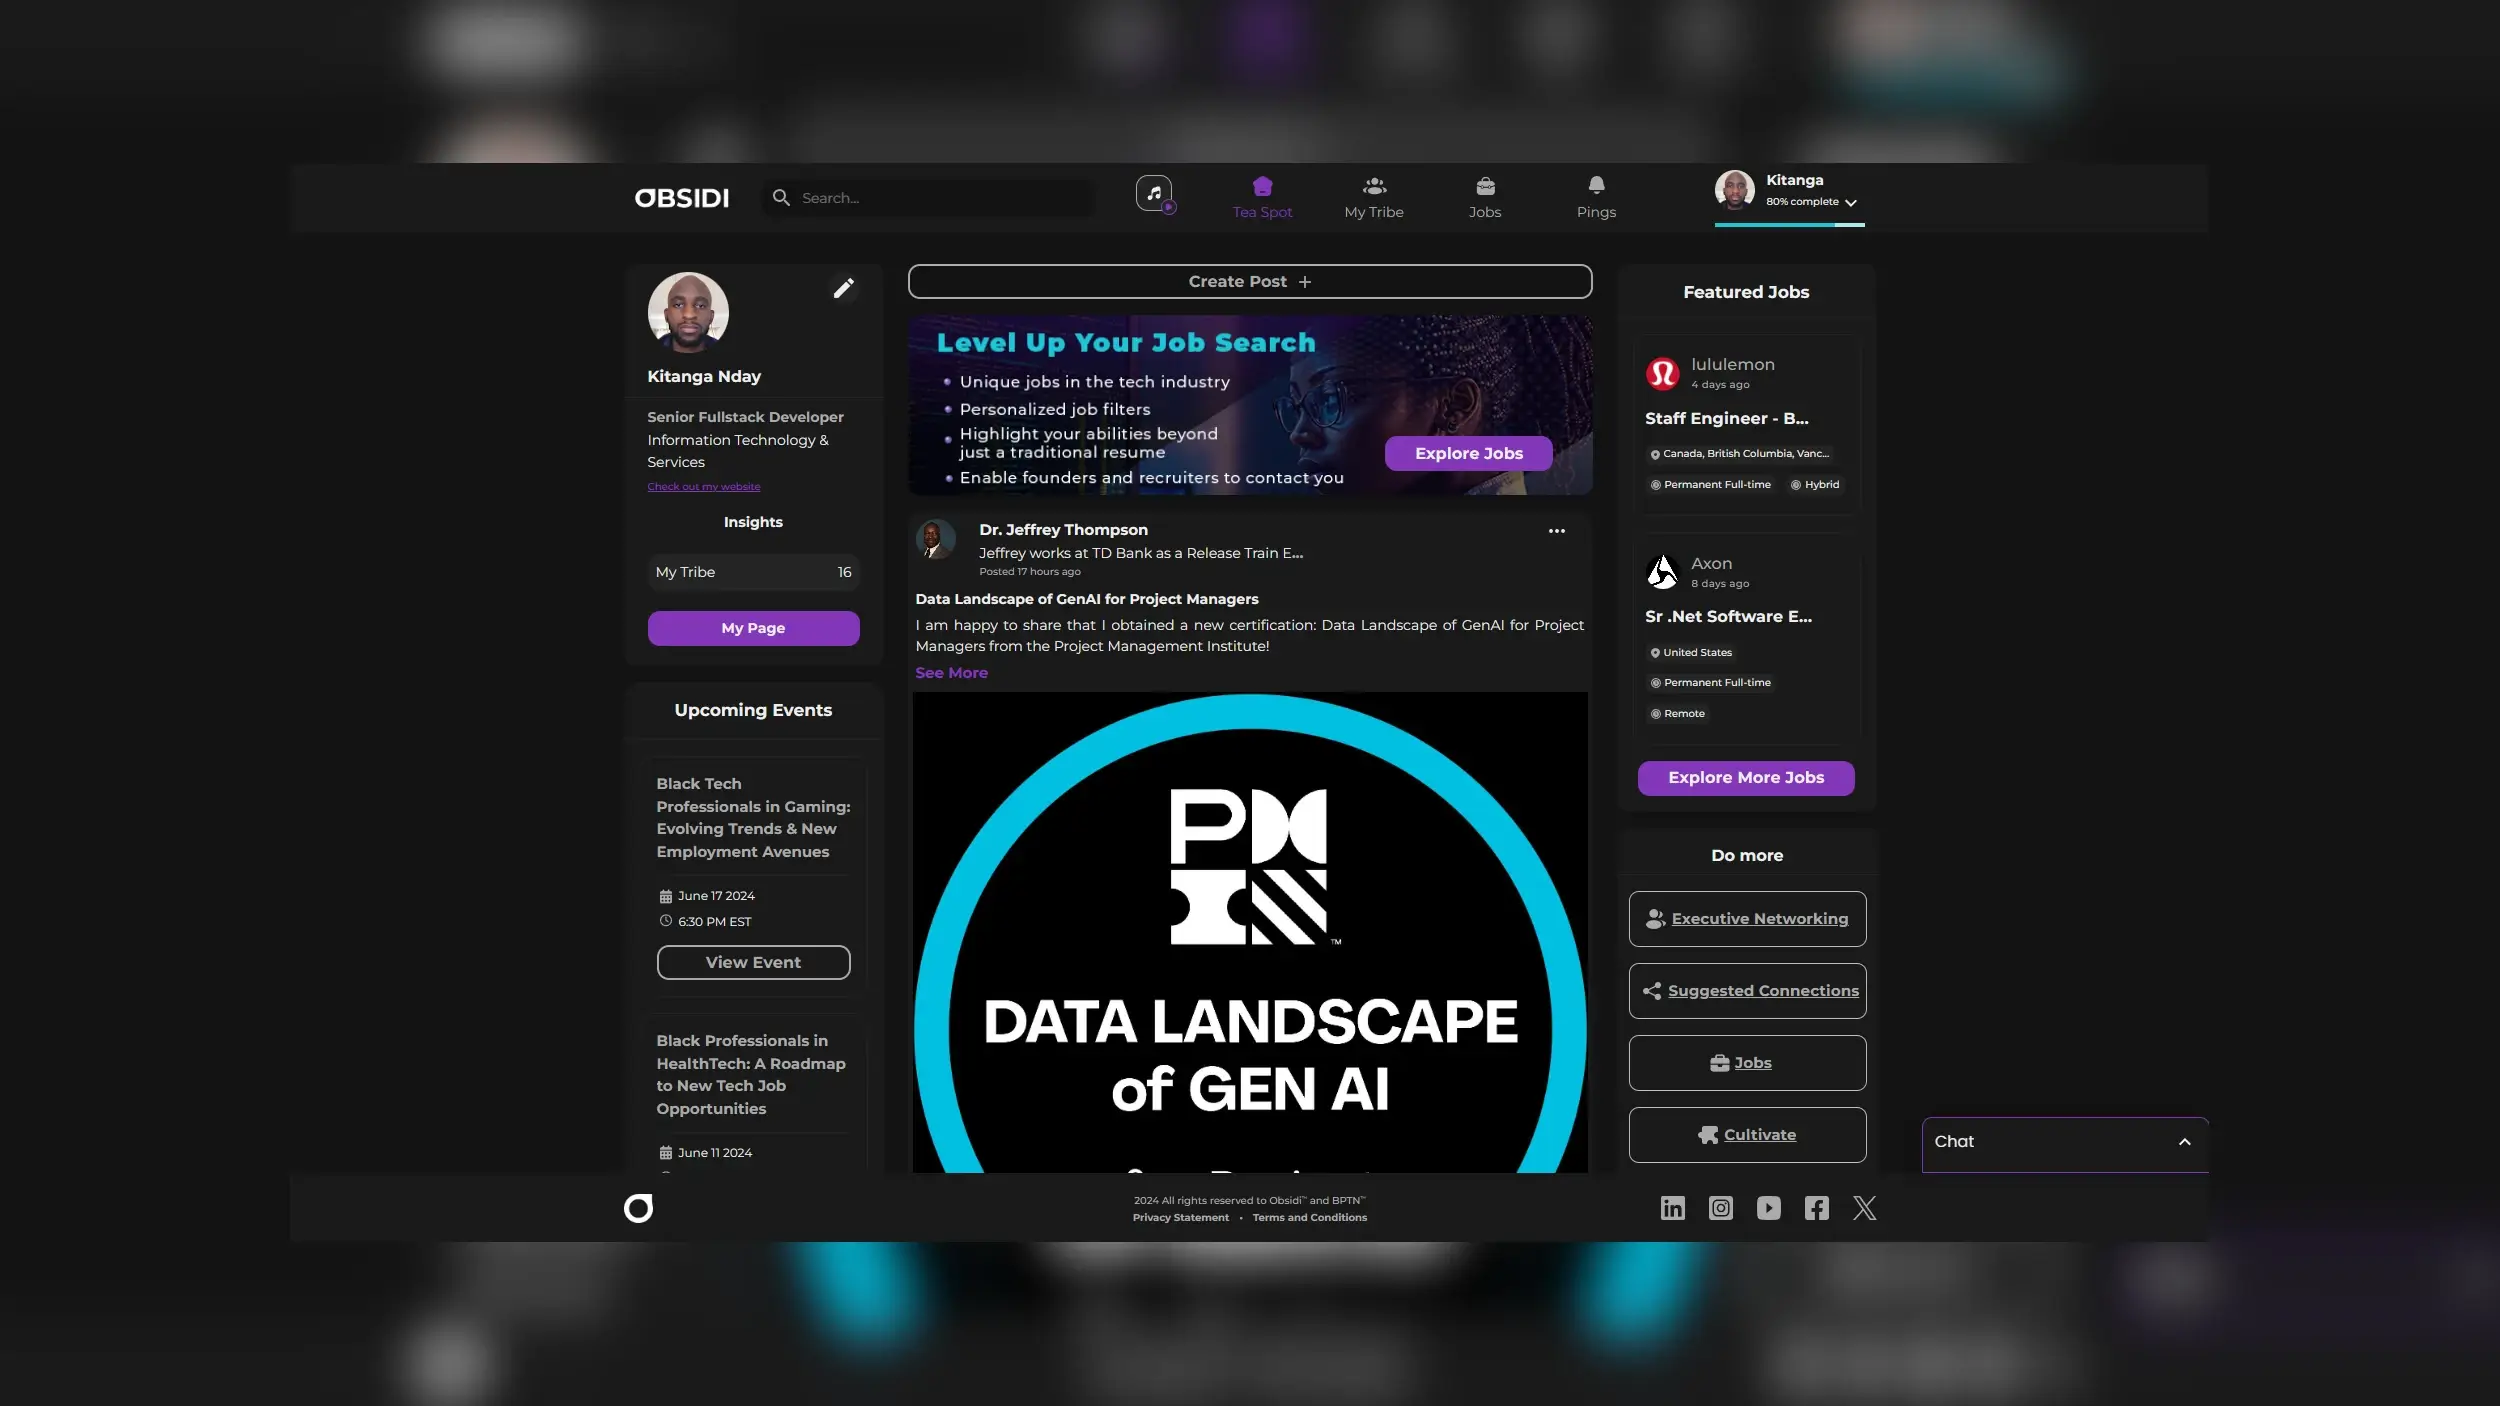 OBSIDI
Search...
Tea Spot
My Tribe
Jobs
Pings
Kitanga
80% complete
Kitanga Nday
Senior Fullstack Developer
Information Technology &
Services
Check out my website
Insights
My Tribe 16
My Page
Upcoming Events
Black Tech
Professionals in Gaming:
Evolving Trends & New
Employment Avenues
June 17 2024
6:30 PM EST
View Event
Black Professionals in
HealthTech: A Roadmap
to New Tech Job
Opportunities
June 11 2024
Create Post +
Level Up Your Job Search
Unique jobs in the tech industry
Personalized job filters
Highlight your abilities beyond
just a traditional resume
Enable founders and recruiters to contact you
Explore Jobs
Dr. Jeffrey Thompson
Jeffrey works at TD Bank as a Release Train E...
Posted 17 hours ago
Data Landscape of GenAI for Project Managers
I am happy to share that I obtained a new certification: Data Landscape of GenAI for Project
Managers from the Project Management Institute!
See More
™
DATA LANDSCAPE
of GEN AI
Featured Jobs
lululemon
4 days ago
Staff Engineer - B...
Canada, British Columbia, Vanc...
Permanent Full-time
Hybrid
Axon
8 days ago
Sr .Net Software E...
United States
Permanent Full-time
Remote
Explore More Jobs
Do more
Executive Networking
Suggested Connections
Jobs
Cultivate
Chat
2024 All rights reserved to Obsidi™ and BPTN™
Privacy Statement • Terms and Conditions